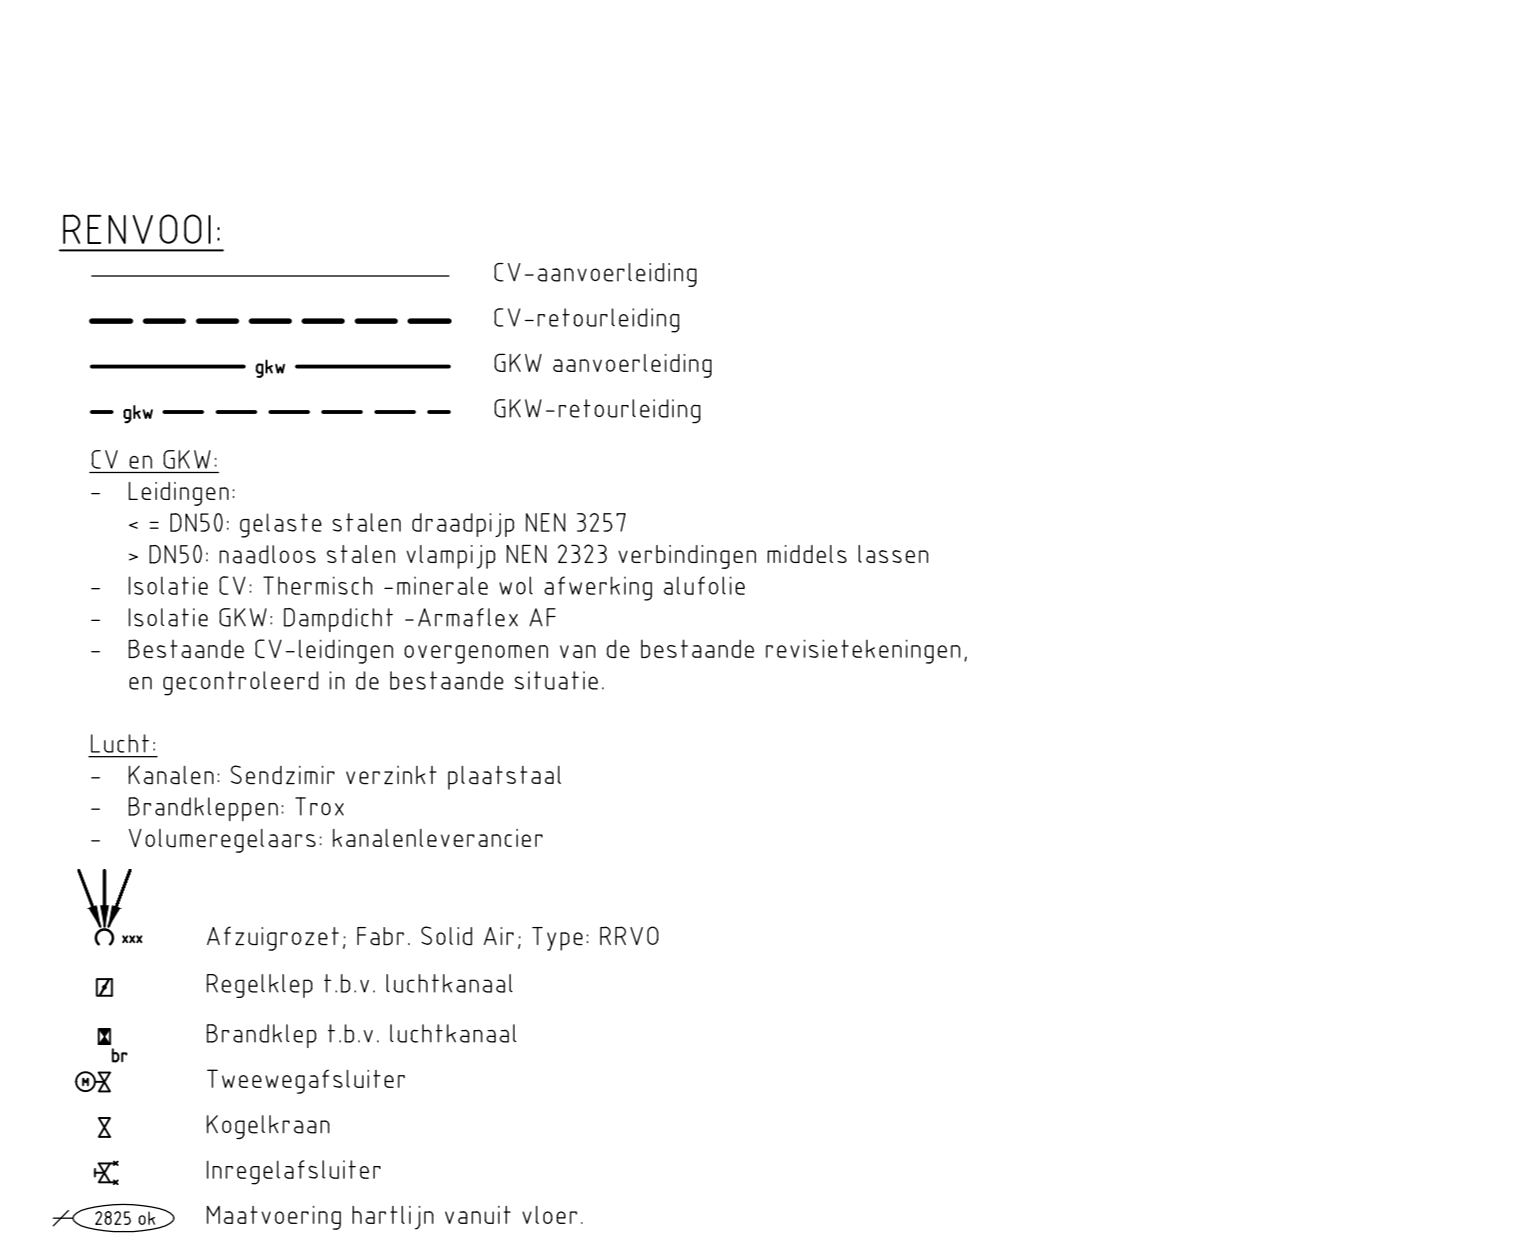 RENVOOI:
CV-aanvoerleiding
CV-retourleiding
gkw GKW aanvoerleiding
gkw GKW-retourleiding
CV en GKW:
- Leidingen:
< = DN50: gelaste stalen draadpijp NEN 3257
> DN50: naadloos stalen vlampijp NEN 2323 verbindingen middels lassen
- Isolatie CV: Thermisch -minerale wol afwerking alufolie
- Isolatie GKW: Dampdicht -Armaflex AF
- Bestaande CV-leidingen overgenomen van de bestaande revisietekeningen,
en gecontroleerd in de bestaande situatie.
Lucht:
- Kanalen: Sendzimir verzinkt plaatstaal
- Brandkleppen: Trox
- Volumeregelaars: kanalenleverancier
xxx Afzuigrozet; Fabr. Solid Air; Type: RRVO
Regelklep t.b.v. luchtkanaal
Brandklep t.b.v. luchtkanaal
br
M Tweewegafsluiter
Kogelkraan
Inregelafsluiter
2825 ok Maatvoering hartlijn vanuit vloer.